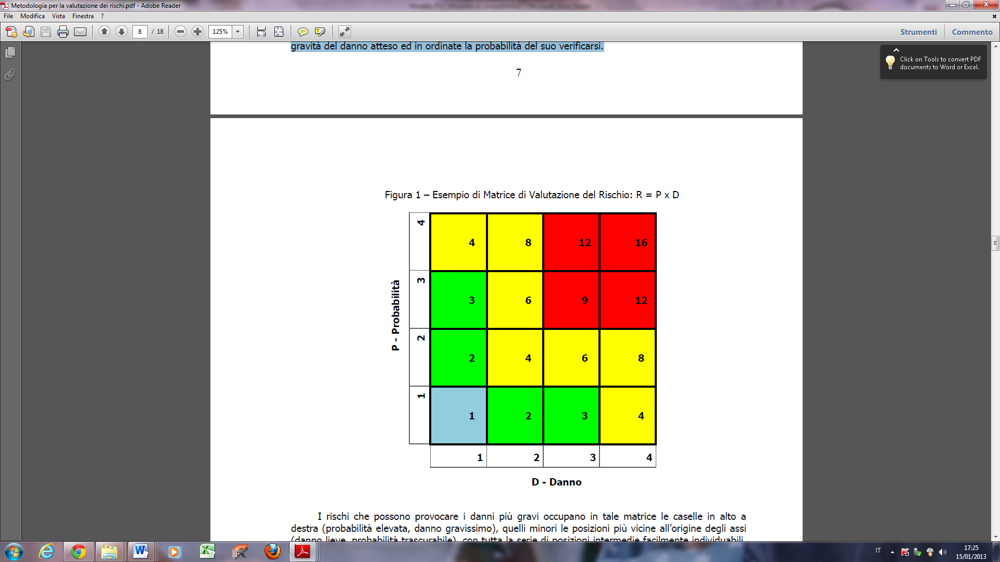 Metodologia per la valutazione dei rischi.pdf - Adobe Reader
File Modifica Vista Finestra ?
8 / 18 125% Strumenti Commento
gravità del danno atteso ed in ordinate la probabilità del suo verificarsi.
Click on Tools to convert PDF
documents to Word or Excel.
7
Figura 1 – Esempio di Matrice di Valutazione del Rischio: R = P x D
P - Probabilità
4 4 8 12 16
3 3 6 9 12
2 2 4 6 8
1 1 2 3 4
1 2 3 4
D - Danno
I rischi che possono provocare i danni più gravi occupano in tale matrice le caselle in alto a
destra (probabilità elevata, danno gravissimo), quelli minori le posizioni più vicine all'origine degli assi
(danno lieve, probabilità trascurabile), con tutta la serie di posizioni intermedie facilmente individuabili.
IT
17:25
15/01/2013